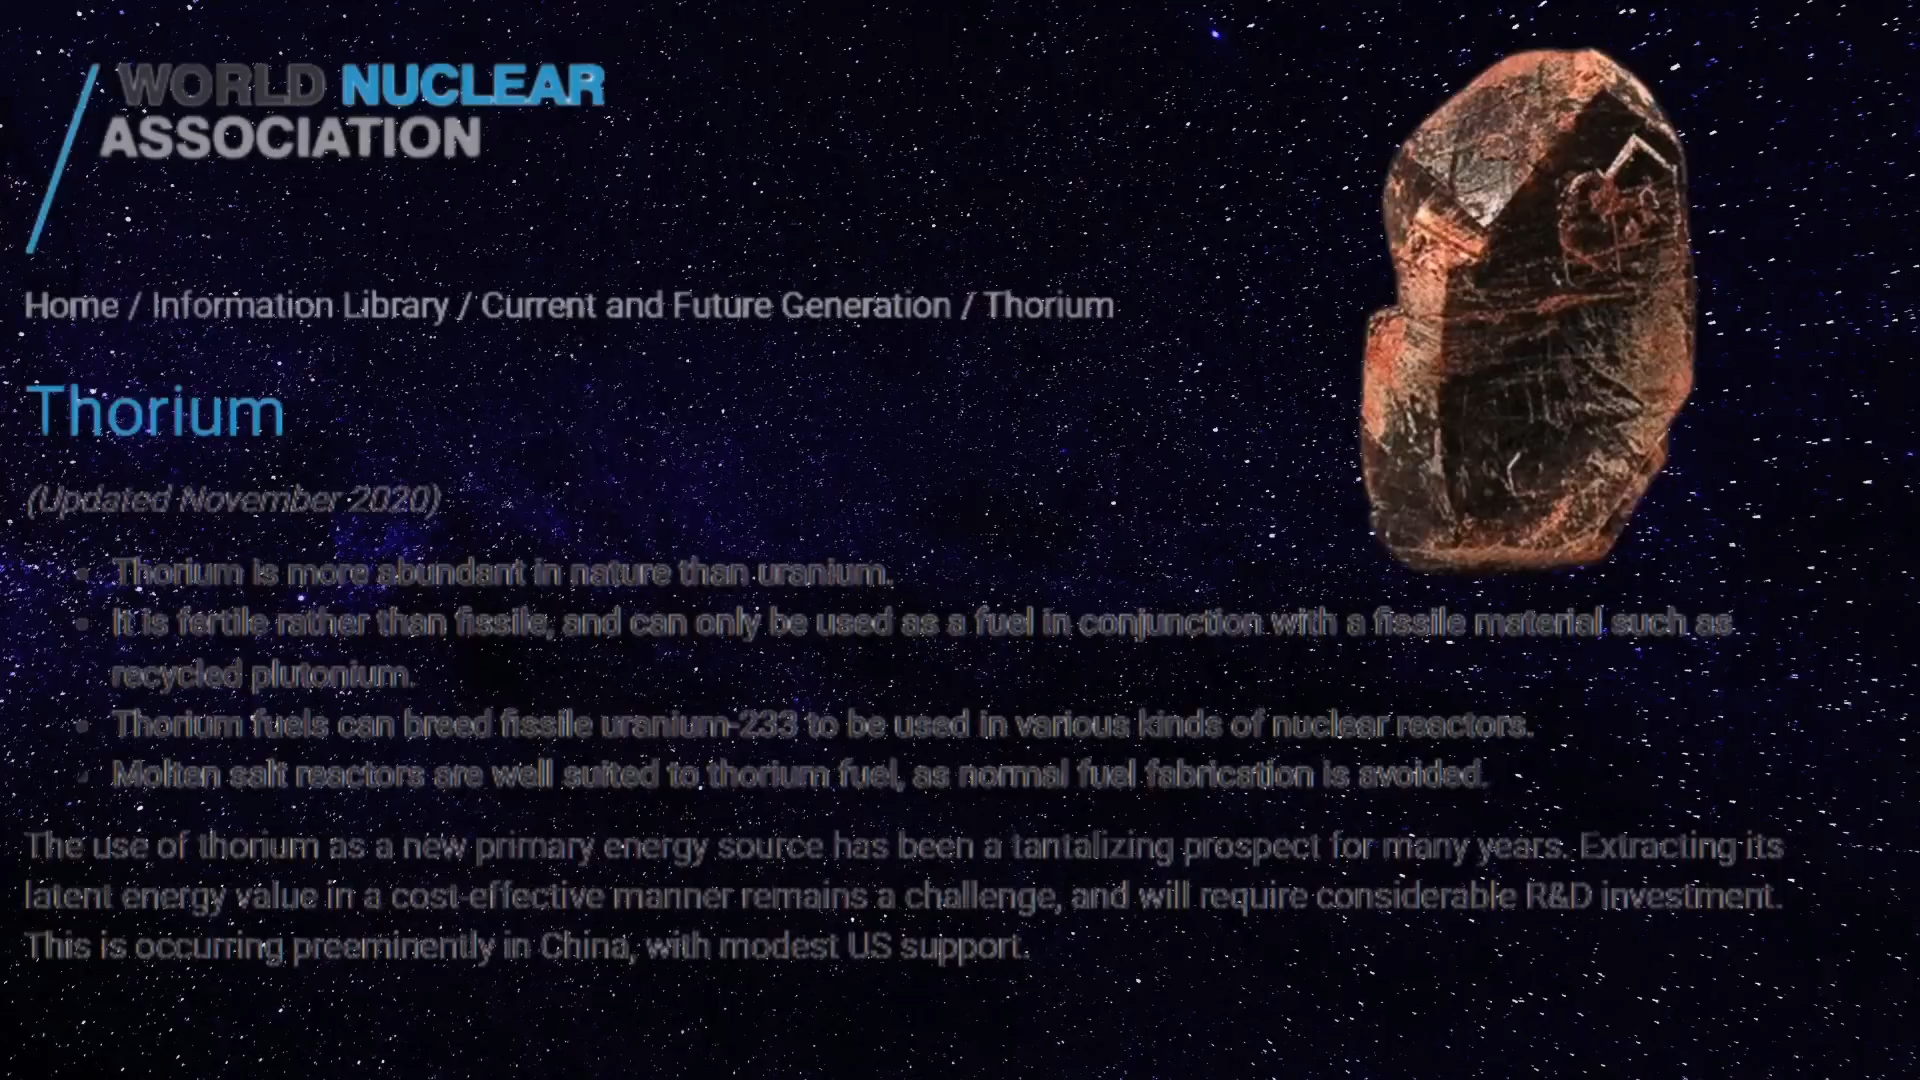 WORLD NUCLEAR
ASSOCIATION
Home / Information Library / Current and Future Generation / Thorium
Thorium
(Updated November 2020)
• Thorium is more abundant in nature than uranium.
• It is fertile rather than fissile, and can only be used as a fuel in conjunction with a fissile material such as
recycled plutonium.
• Thorium fuels can breed fissile uranium-233 to be used in various kinds of nuclear reactors.
• Molten salt reactors are well suited to thorium fuel, as normal fuel fabrication is avoided.
The use of thorium as a new primary energy source has been a tantalizing prospect for many years. Extracting its
latent energy value in a cost-effective manner remains a challenge, and will require considerable R&D investment.
This is occurring preeminently in China, with modest US support.